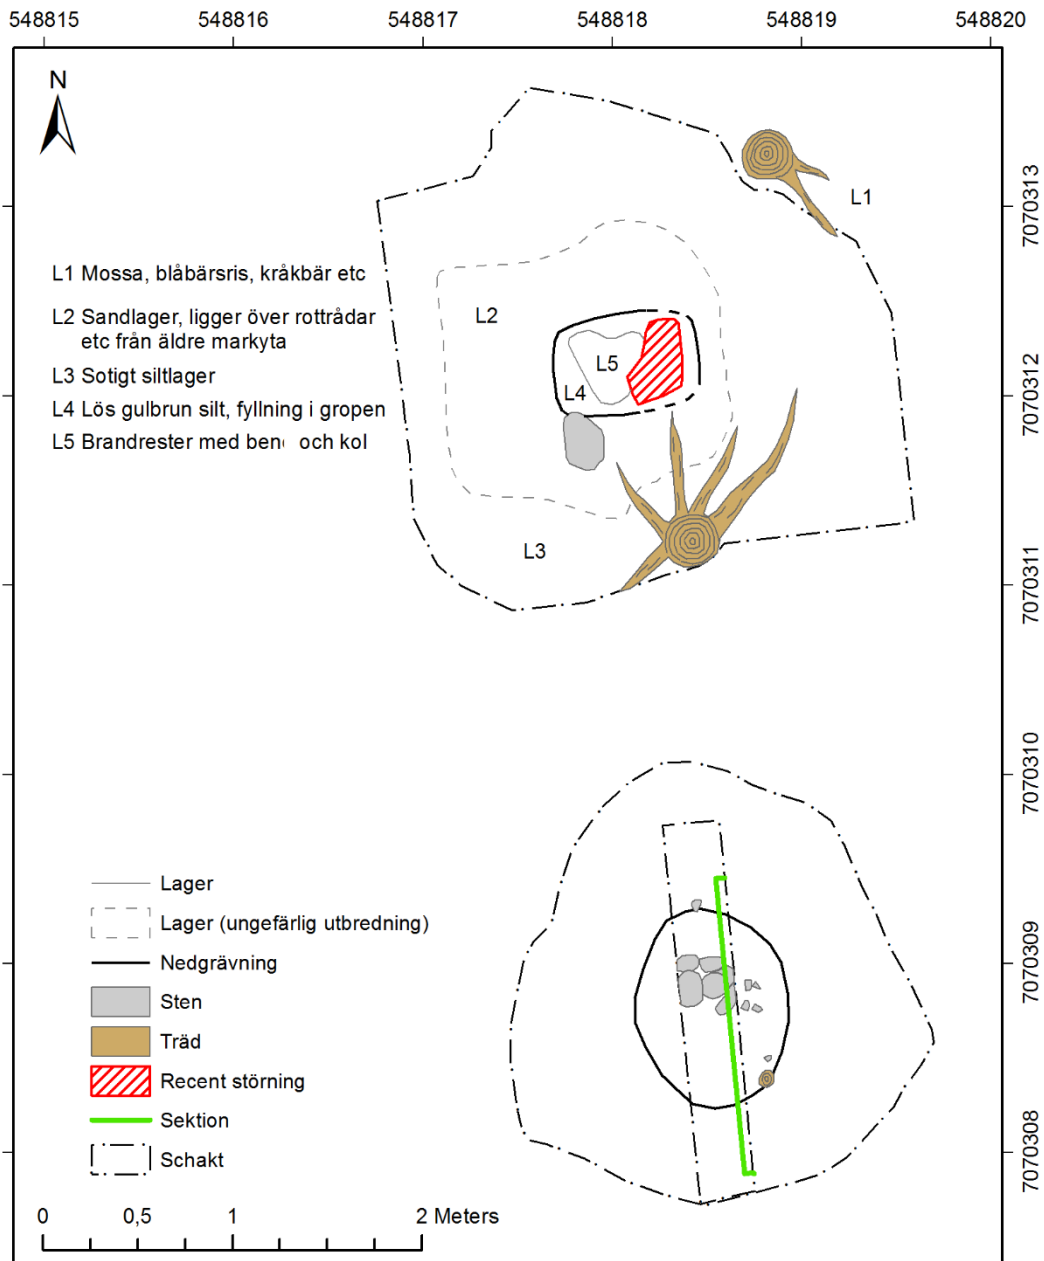 548815 548816 548817 548818 548819 548820
N
7070313
L1
L1 Mossa, blåbärsris, kråkbär etc
L2 Sandlager, ligger över rottrådar
etc från äldre markyta
L3 Sotigt siltlager
L4 Lös gulbrun silt, fyllning i gropen
L5 Brandrester med ben och kol
L2
L5
L4
7070312
L3
7070311
7070310
7070309
7070308
Lager
Lager (ungefärlig utbredning)
Nedgrävning
Sten
Träd
Recent störning
Sektion
Schakt
0 0,5 1 2 Meters